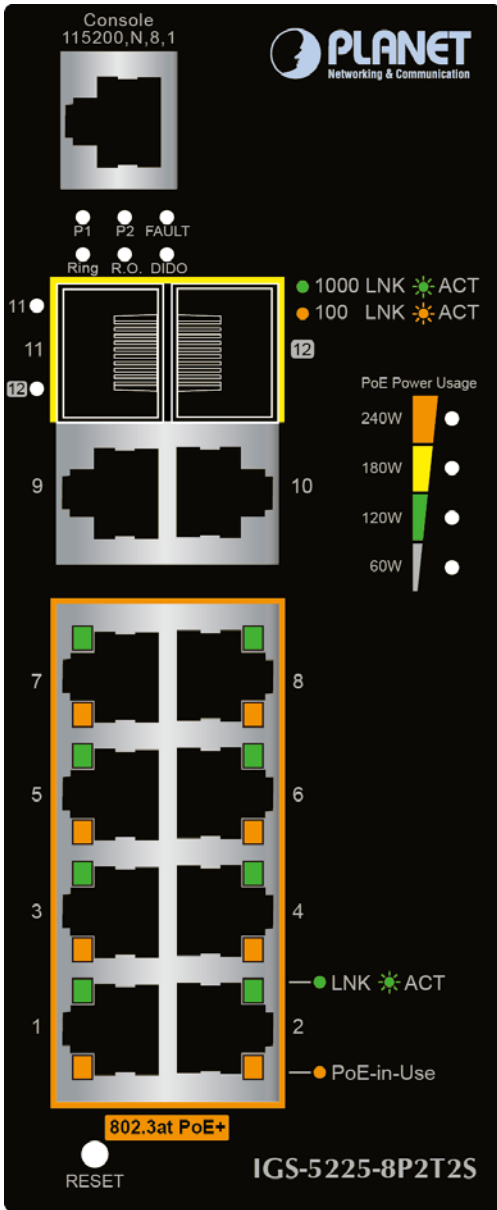 Console
115200,N,8,1
PLANET
Networking & Communication
P1 P2 FAULT
Ring R.O. DIDO
11
1000 LNK ACT
100 LNK ACT
11
12
12
PoE Power Usage
240W
180W
120W
60W
9
10
7
8
5
6
3
4
LNK ACT
1
2
PoE-in-Use
802.3at PoE+
RESET
IGS-5225-8P2T2S